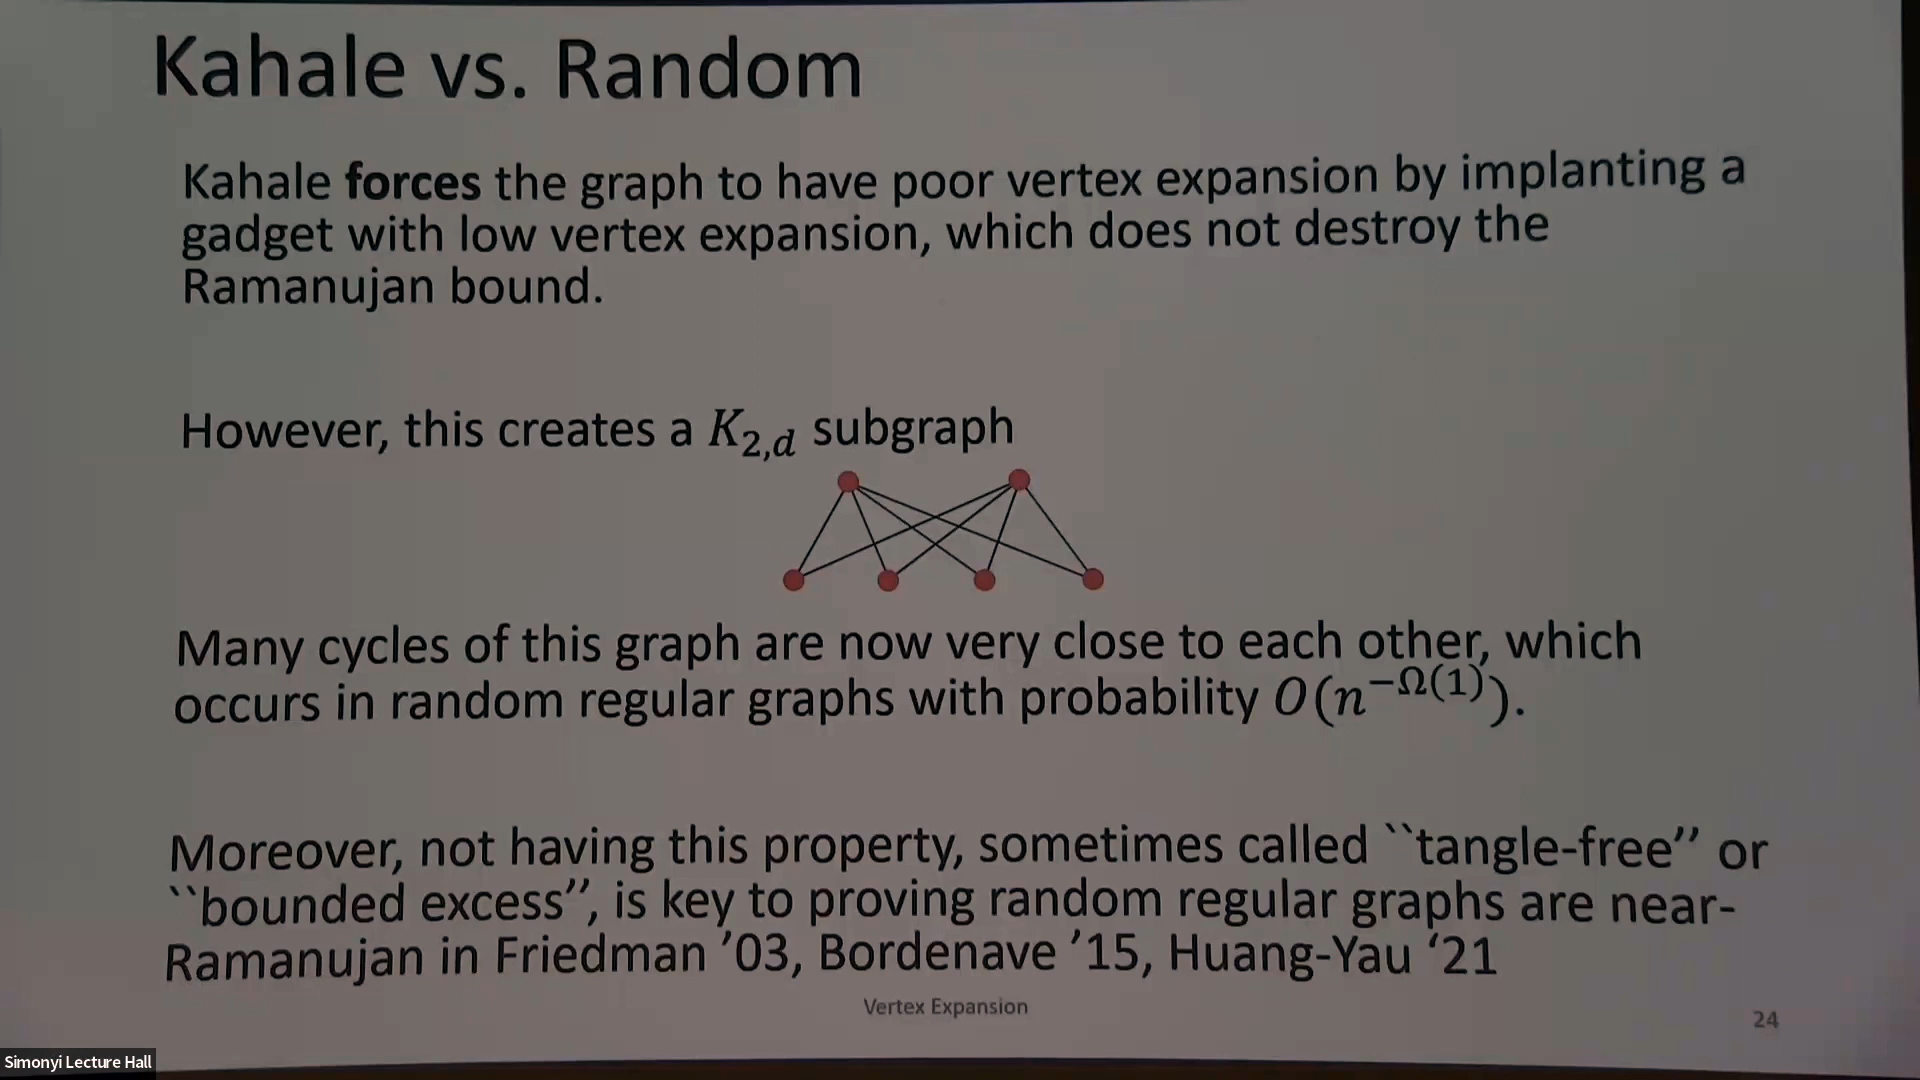 Kahale vs. Random
Kahale forces the graph to have poor vertex expansion by implanting a
gadget with low vertex expansion, which does not destroy the
Ramanujan bound.
However, this creates a $K_{2,d}$ subgraph
Many cycles of this graph are now very close to each other, which
occurs in random regular graphs with probability $O(n^{-\Omega(1)})$.
Moreover, not having this property, sometimes called ``tangle-free’’ or
``bounded excess’’, is key to proving random regular graphs are near-
Ramanujan in Friedman ’03, Bordenave ’15, Huang-Yau ‘21
Vertex Expansion
24
Simonyi Lecture Hall